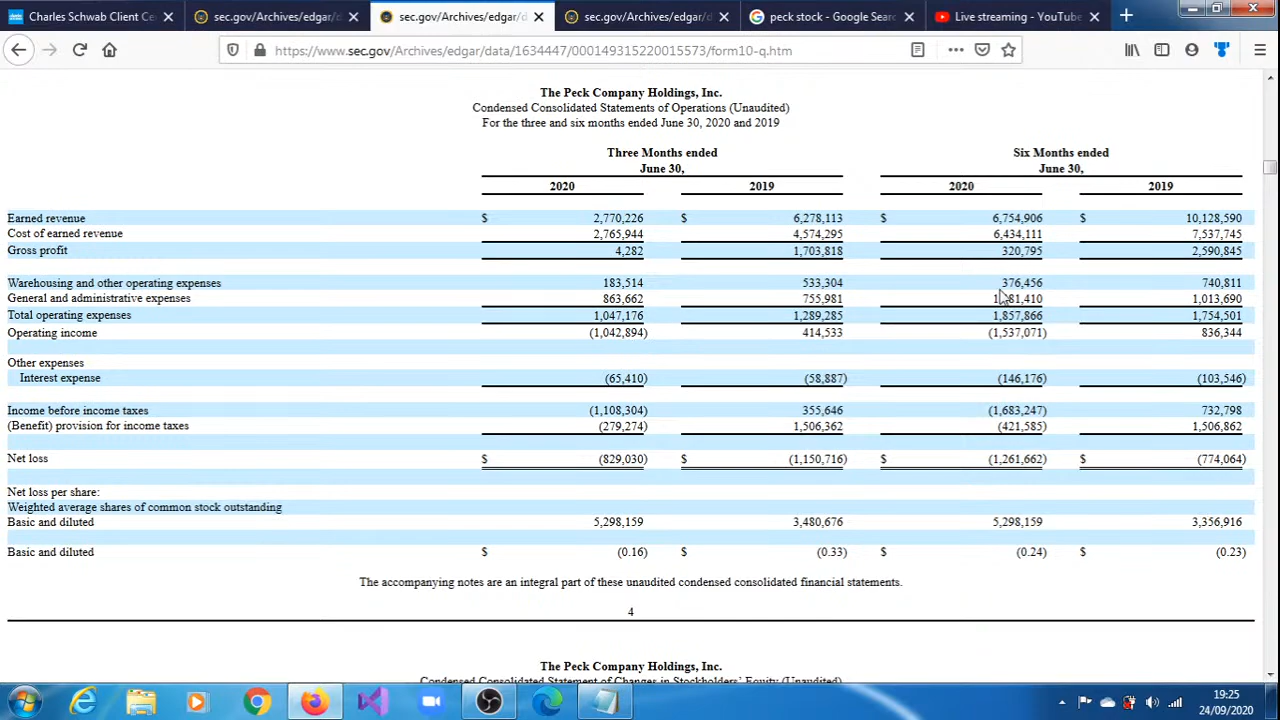 Charles Schwab Client Ce
sec.gov/Archives/edgar/d
sec.gov/Archives/edgar/d
sec.gov/Archives/edgar/d
peck stock - Google Sear
Live streaming - YouTube
https://www.sec.gov/Archives/edgar/data/1634447/000149315220015573/form10-q.htm
The Peck Company Holdings, Inc.
Condensed Consolidated Statements of Operations (Unaudited)
For the three and six months ended June 30, 2020 and 2019
Three Months ended Six Months ended
June 30, June 30,
2020 2019 2020 2019
Earned revenue $ 2,770,226 $ 6,278,113 $ 6,754,906 $ 10,128,590
Cost of earned revenue 2,765,944 4,574,295 6,434,111 7,537,745
Gross profit 4,282 1,703,818 320,795 2,590,845
Warehousing and other operating expenses 183,514 533,304 376,456 740,811
General and administrative expenses 863,662 755,981 1,481,410 1,013,690
Total operating expenses 1,047,176 1,289,285 1,857,866 1,754,501
Operating income (1,042,894) 414,533 (1,537,071) 836,344
Other expenses
Interest expense (65,410) (58,887) (146,176) (103,546)
Income before income taxes (1,108,304) 355,646 (1,683,247) 732,798
(Benefit) provision for income taxes (279,274) 1,506,362 (421,585) 1,506,862
Net loss $ (829,030) $ (1,150,716) $ (1,261,662) $ (774,064)
Net loss per share:
Weighted average shares of common stock outstanding
Basic and diluted 5,298,159 3,480,676 5,298,159 3,356,916
Basic and diluted $ (0.16) $ (0.33) $ (0.24) $ (0.23)
The accompanying notes are an integral part of these unaudited condensed consolidated financial statements.
4
The Peck Company Holdings, Inc.
Condensed Consolidated Statement of Changes in Stockholders' Equity (Unaudited)
19:25
24/09/2020